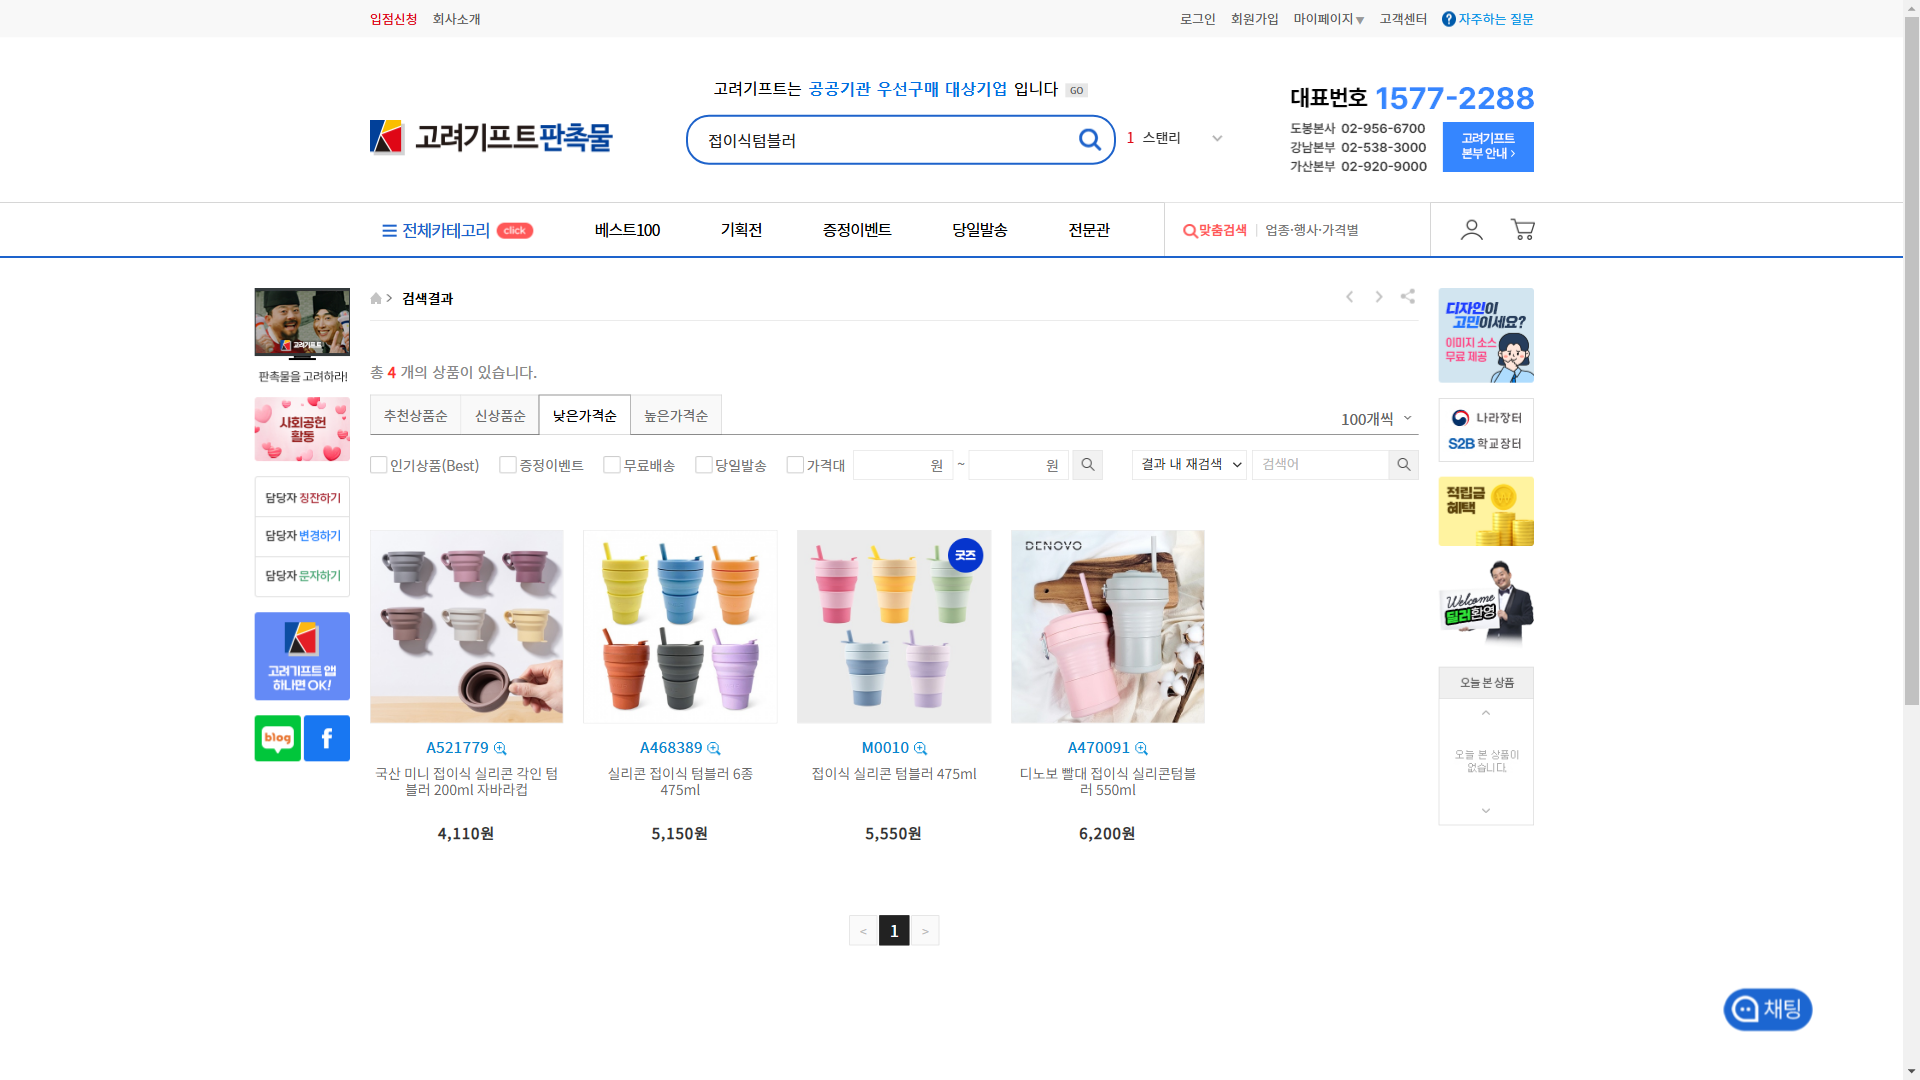 입점신청 회사소개
로그인 회원가입 마이페이지▼ 고객센터 ? 자주하는 질문
고려기프트는 공공기관 우선구매 대상기업 입니다 GO
고려기프트판촉물
접이식텀블러
1 스탠리
대표번호 1577-2288
도봉본사 02-956-6700
강남본부 02-538-3000
가산본부 02-920-9000
고려기프트
본부 안내 >
전체카테고리 click 베스트100 기획전 증정이벤트 당일발송 전문관 맞춤검색 | 업종·행사·가격별
> 검색결과
고려기프트
판촉물을 고려하라!
사회공헌
활동
담당자 칭잔하기
담당자 변경하기
담당자 문자하기
고려기프트 앱
하나면 OK!
blog f
총 4 개의 상품이 있습니다.
추천상품순 신상품순 낮은가격순 높은가격순 100개씩
인기상품(Best) 증정이벤트 무료배송 당일발송 가격대 원 ~ 원 결과 내 재검색 검색어
굿즈
DENOVO
A521779 A468389 M0010 A470091
국산 미니 접이식 실리콘 각인 텀
블러 200ml 자바라컵
실리콘 접이식 텀블러 6종
475ml
접이식 실리콘 텀블러 475ml
디노보 빨대 접이식 실리콘텀블
러 550ml
4,110원 5,150원 5,550원 6,200원
< 1 >
디자인이
고민이세요?
이미지 소스
무료 제공
나라장터
S2B 학교장터
적립금
혜택
Welcome
딜러환영
오늘 본 상품
오늘 본 상품이
없습니다.
채팅